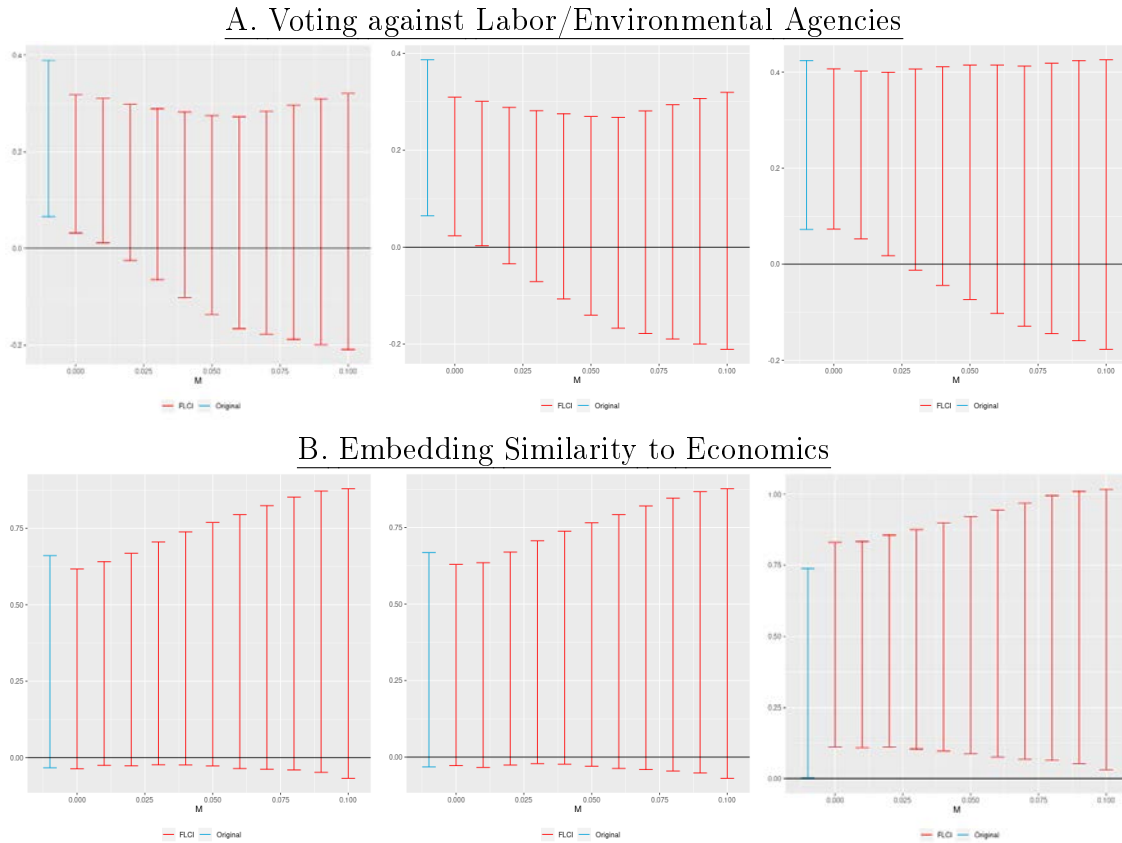 A. Voting against Labor/Environmental Agencies
0.4
0.2
0.0
-0.2
0.000 0.025 0.050 0.075 0.100
M
FLCI Original
0.4
0.2
0.0
-0.2
0.000 0.025 0.050 0.075 0.100
M
FLCI Original
0.4
0.2
0.0
-0.2
0.000 0.025 0.050 0.075 0.100
M
FLCI Original
B. Embedding Similarity to Economics
0.75
0.50
0.25
0.00
0.000 0.025 0.050 0.075 0.100
M
FLCI Original
0.75
0.50
0.25
0.00
0.000 0.025 0.050 0.075 0.100
M
FLCI Original
1.00
0.75
0.50
0.25
0.00
0.000 0.025 0.050 0.075 0.100
M
FLCI Original